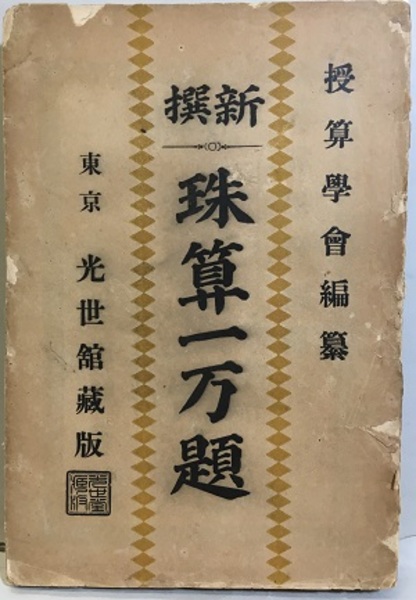 授算學會編纂
新撰
珠算一万題
東京 光世舘藏版